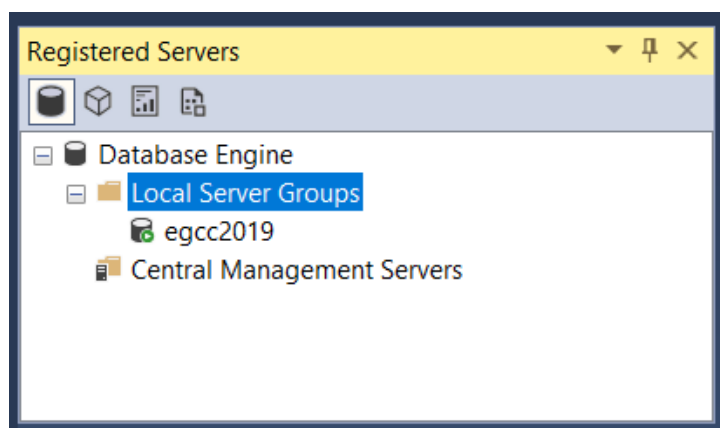 Registered Servers
Database Engine
Local Server Groups
egcc2019
Central Management Servers